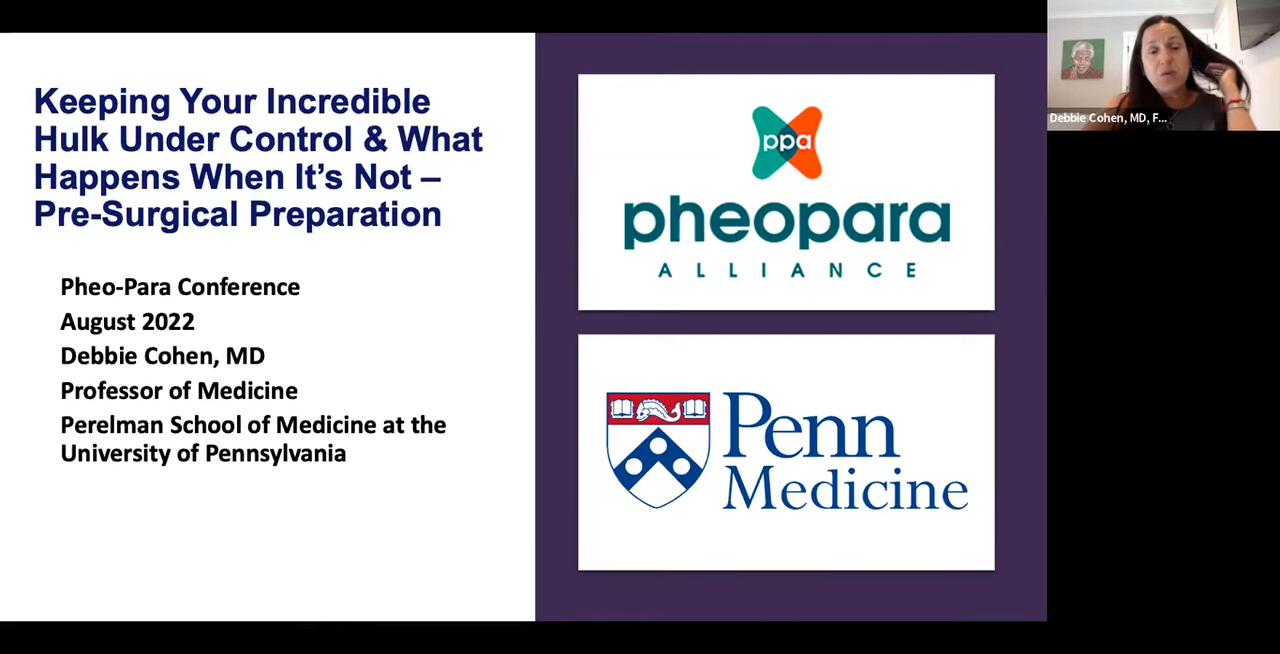 Keeping Your Incredible
Hulk Under Control & What
Happens When It’s Not –
Pre-Surgical Preparation
Pheo-Para Conference
August 2022
Debbie Cohen, MD
Professor of Medicine
Perelman School of Medicine at the
University of Pennsylvania
ppa
pheopara
ALLIANCE
Penn
Medicine
Debbie Cohen, MD, F...